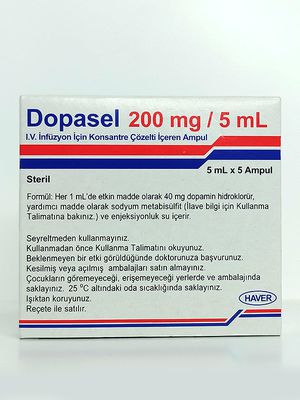 Dopasel 200 mg / 5 mL
I.V. İnfüzyon İçin Konsantre Çözelti İçeren Ampul
5 mL x 5 Ampul
Steril
Formül: Her 1 mL'de etkin madde olarak 40 mg dopamin hidroklorür,
yardımcı madde olarak sodyum metabisülfit (İlave bilgi için Kullanma
Talimatına bakınız.) ve enjeksiyonluk su içerir.
Seyreltmeden kullanmayınız.
Kullanmadan önce Kullanma Talimatını okuyunuz.
Beklenmeyen bir etki görüldüğünde doktorunuza başvurunuz.
Kesilmiş veya açılmış ambalajları satın almayınız.
Çocukların göremeyeceği, erişemeyeceği yerlerde ve ambalajında
saklayınız. 25 °C altındaki oda sıcaklığında saklayınız.
Işıktan koruyunuz.
Reçete ile satılır.
HAVER